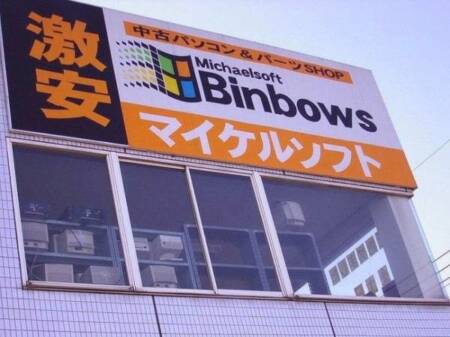 激安
中古パソコン&パーツSHOP
Michaelsoft
Binbows
マイケルソフト